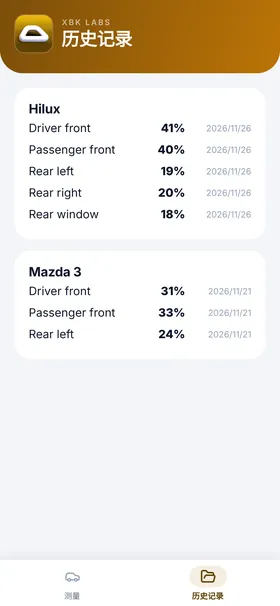 XBK LABS
历史记录
Hilux
Driver front 41% 2026/11/26
Passenger front 40% 2026/11/26
Rear left 19% 2026/11/26
Rear right 20% 2026/11/26
Rear window 18% 2026/11/26
Mazda 3
Driver front 31% 2026/11/21
Passenger front 33% 2026/11/21
Rear left 24% 2026/11/21
测量 历史记录